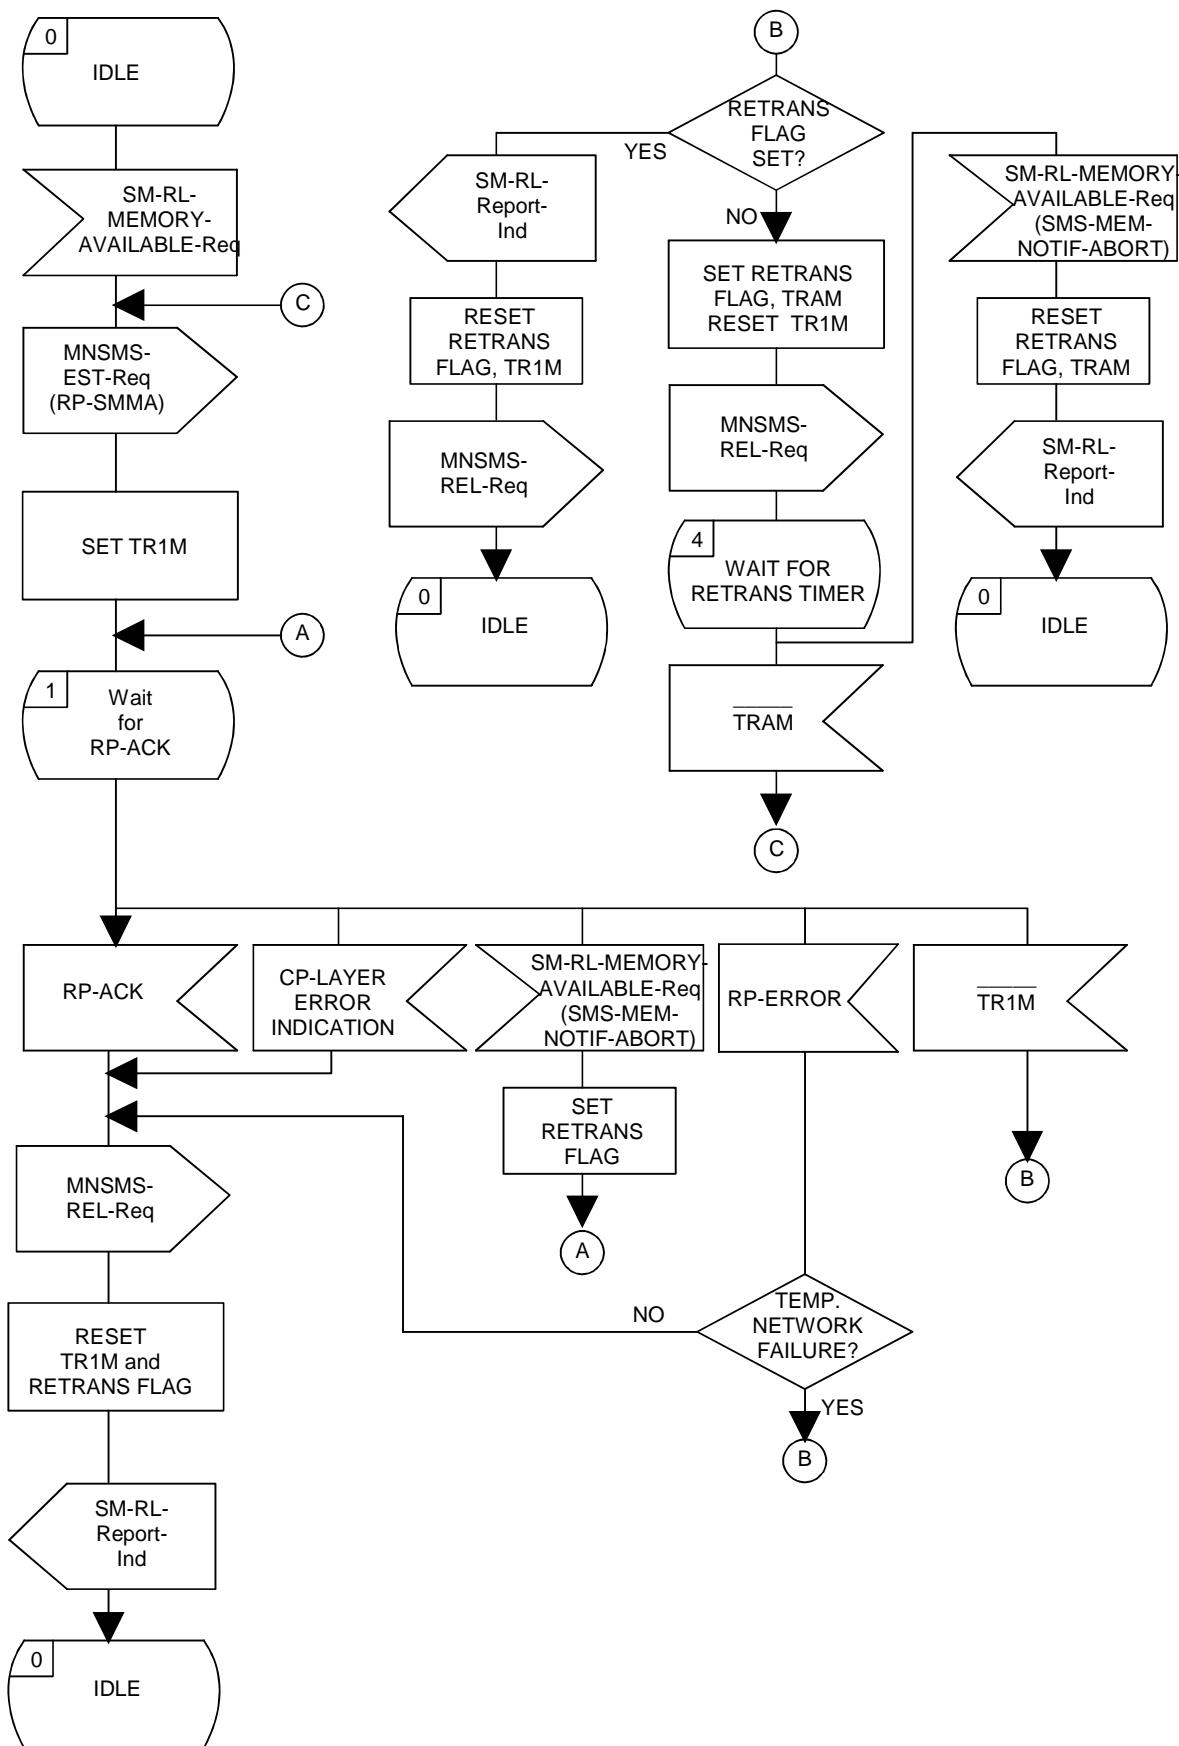 0
IDLE
SM-RL-
MEMORY-
AVAILABLE-Req
C
MNSMS-
EST-Req
(RP-SMMA)
SET TR1M
A
1
Wait
for
RP-ACK
B
RETRANS
FLAG
SET?
YES
NO
SM-RL-
Report-
Ind
RESET
RETRANS
FLAG, TR1M
MNSMS-
REL-Req
0
IDLE
SET RETRANS
FLAG, TRAM
RESET TR1M
MNSMS-
REL-Req
4
WAIT FOR
RETRANS TIMER
TRAM
C
SM-RL-MEMORY-
AVAILABLE-Req
(SMS-MEM-
NOTIF-ABORT)
RESET
RETRANS
FLAG, TRAM
SM-RL-
Report-
Ind
0
IDLE
RP-ACK
CP-LAYER
ERROR
INDICATION
SM-RL-MEMORY-
AVAILABLE-Req
(SMS-MEM-
NOTIF-ABORT)
RP-ERROR
TR1M
SET
RETRANS
FLAG
A
B
MNSMS-
REL-Req
NO
TEMP.
NETWORK
FAILURE?
YES
B
RESET
TR1M and
RETRANS FLAG
SM-RL-
Report-
Ind
0
IDLE